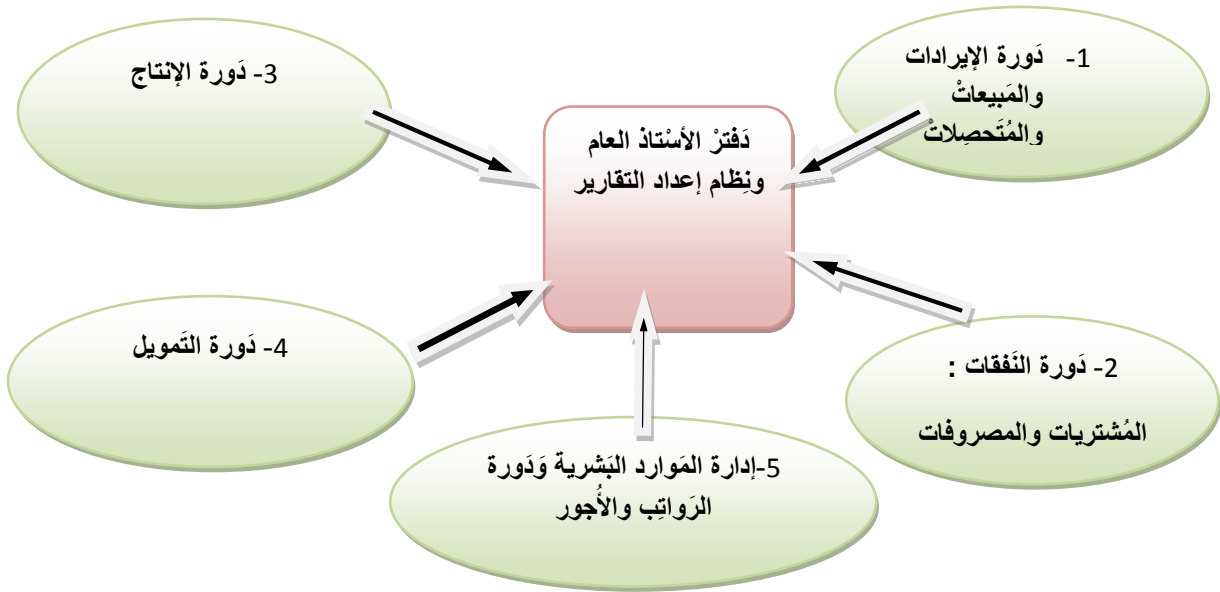 1- دَورة الإيرادات
والمَبيعاتْ
والمُتَحصِلاتْ
2- دَورة النَفقات :
المُشتريات والمصروفات
3- دَورة الإنتاج
4- دَورة التَمويل
5-إدارة المَوارد البَشرية وَدَورة
الرَواتِب والأُجور
دَفترْ الأسْتاذ العام
ونِظام إعداد التقارير